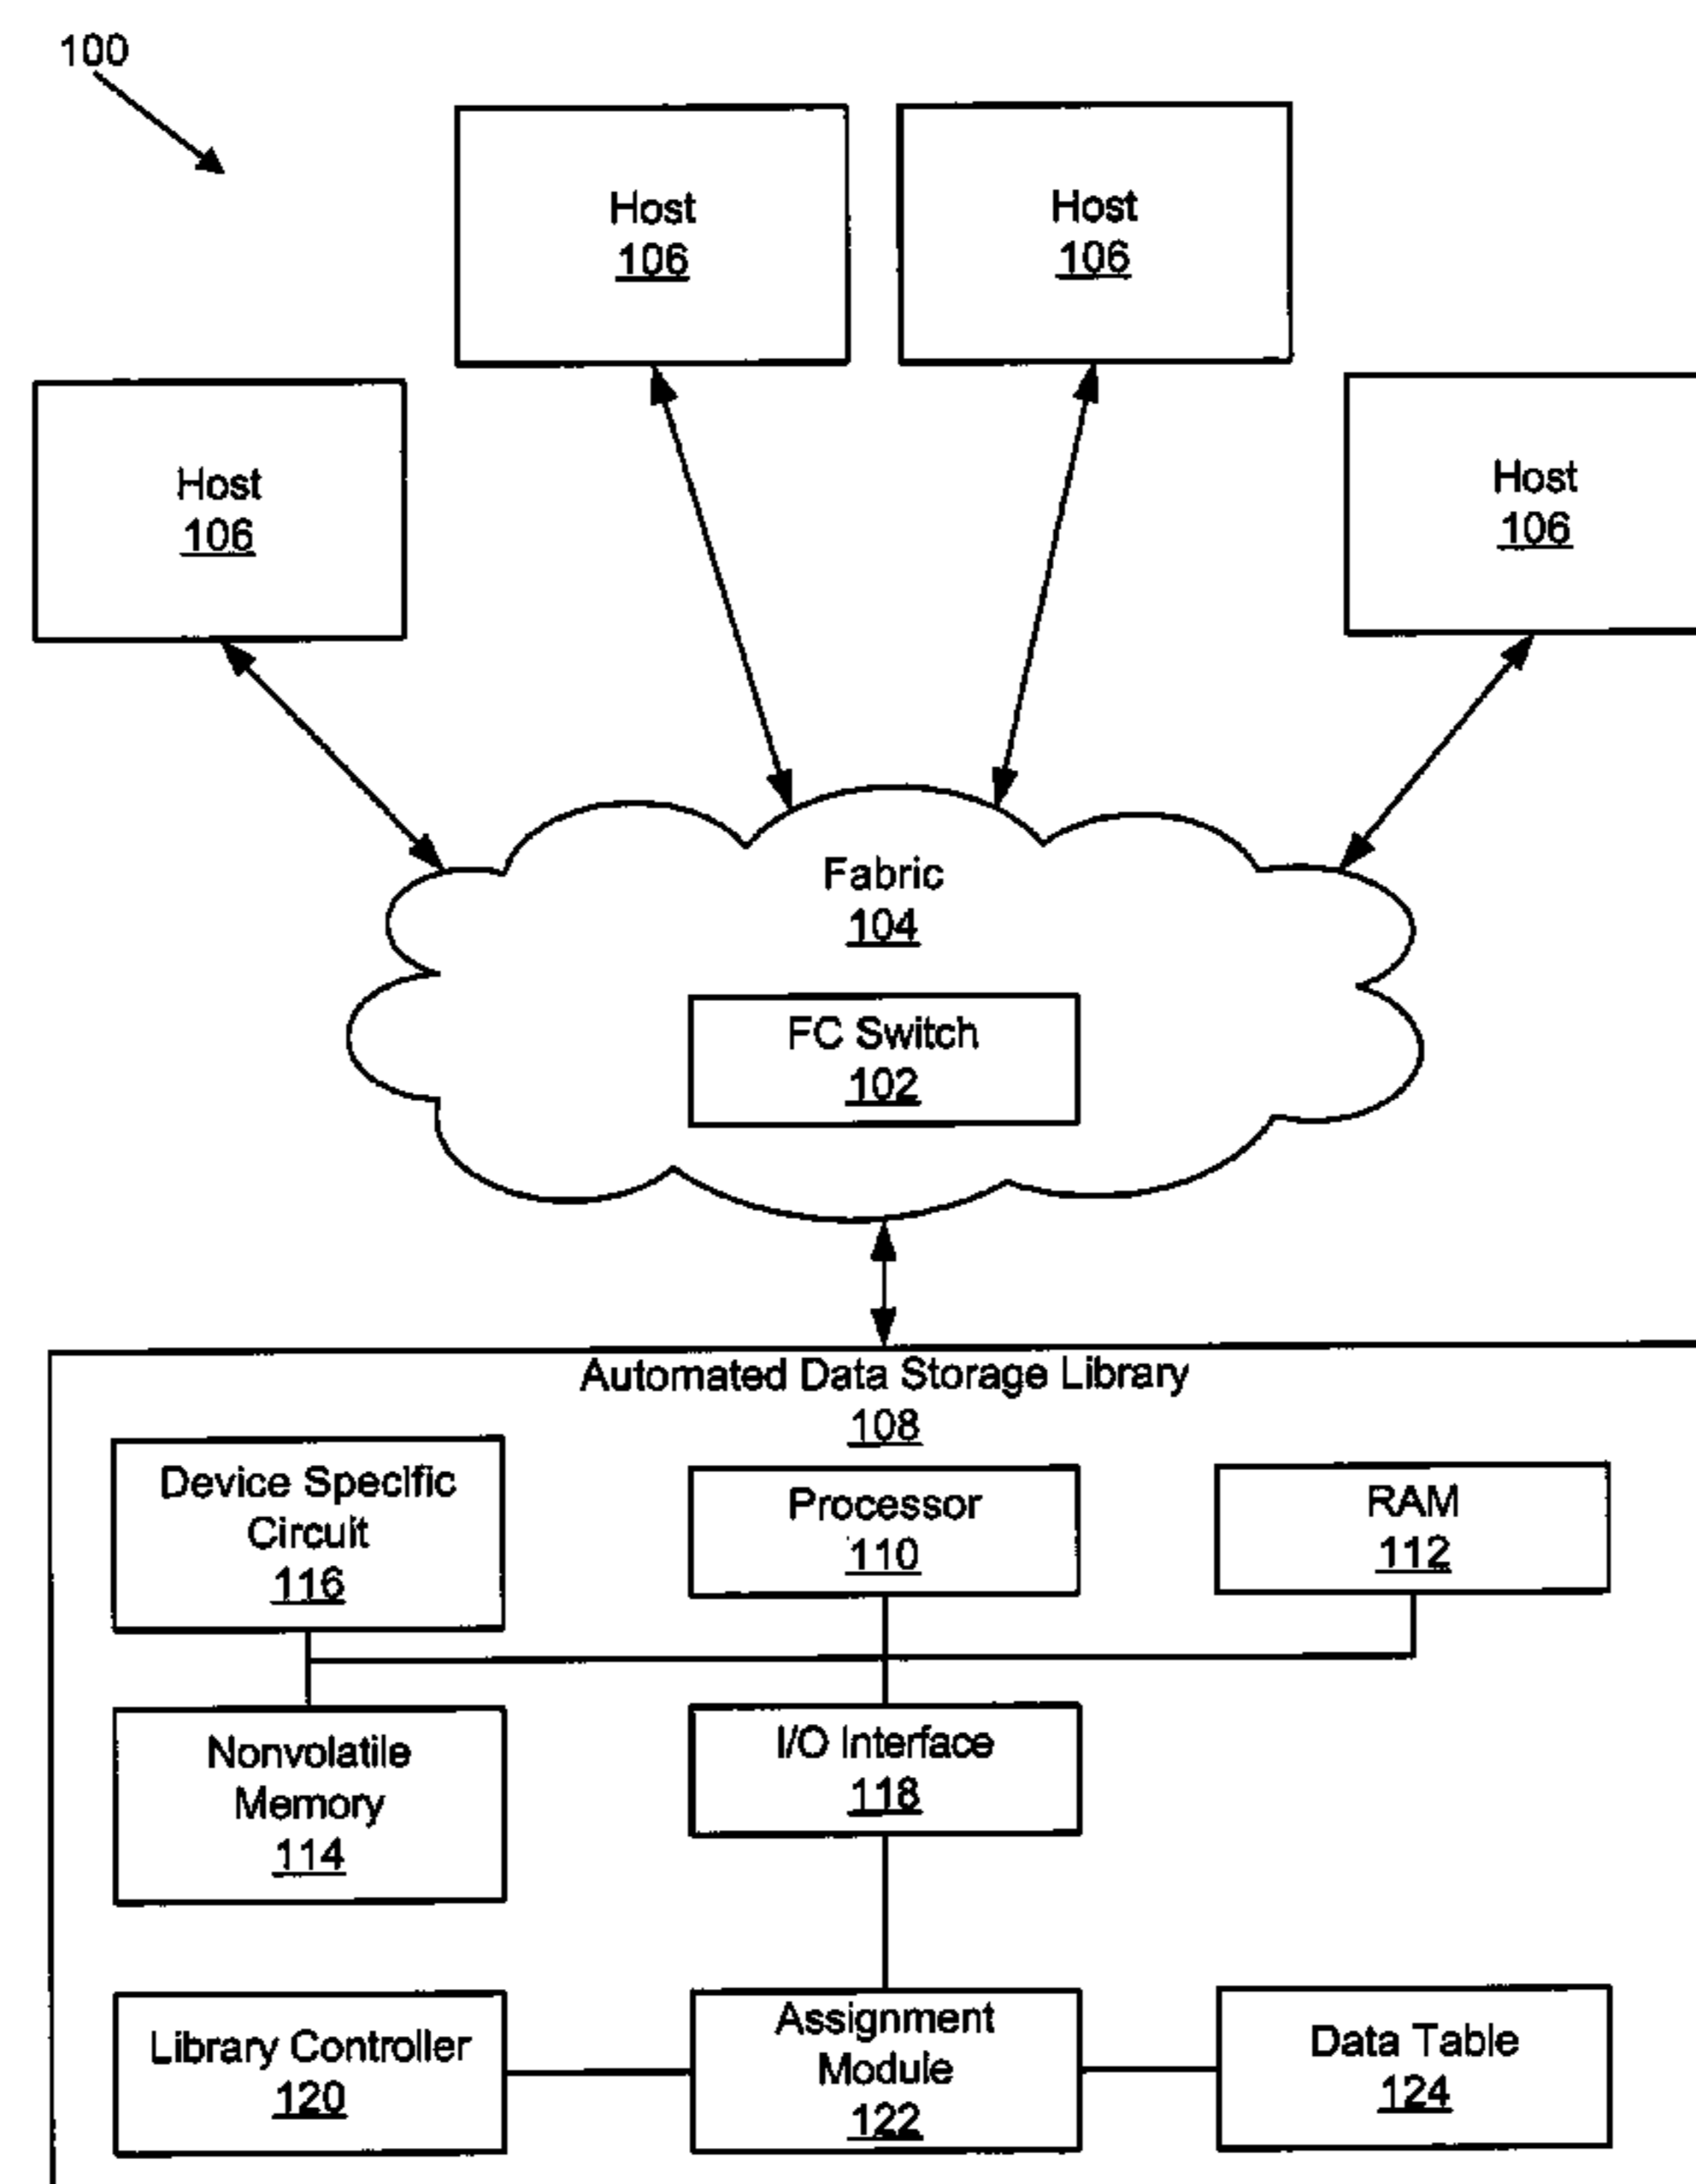 100
Host
106
Host
106
Host
106
Host
106
Fabric
104
FC Switch
102
Automated Data Storage Library
108
Device Specific
Circuit
116
Processor
110
RAM
112
Nonvolatile
Memory
114
I/O Interface
118
Library Controller
120
Assignment
Module
122
Data Table
124